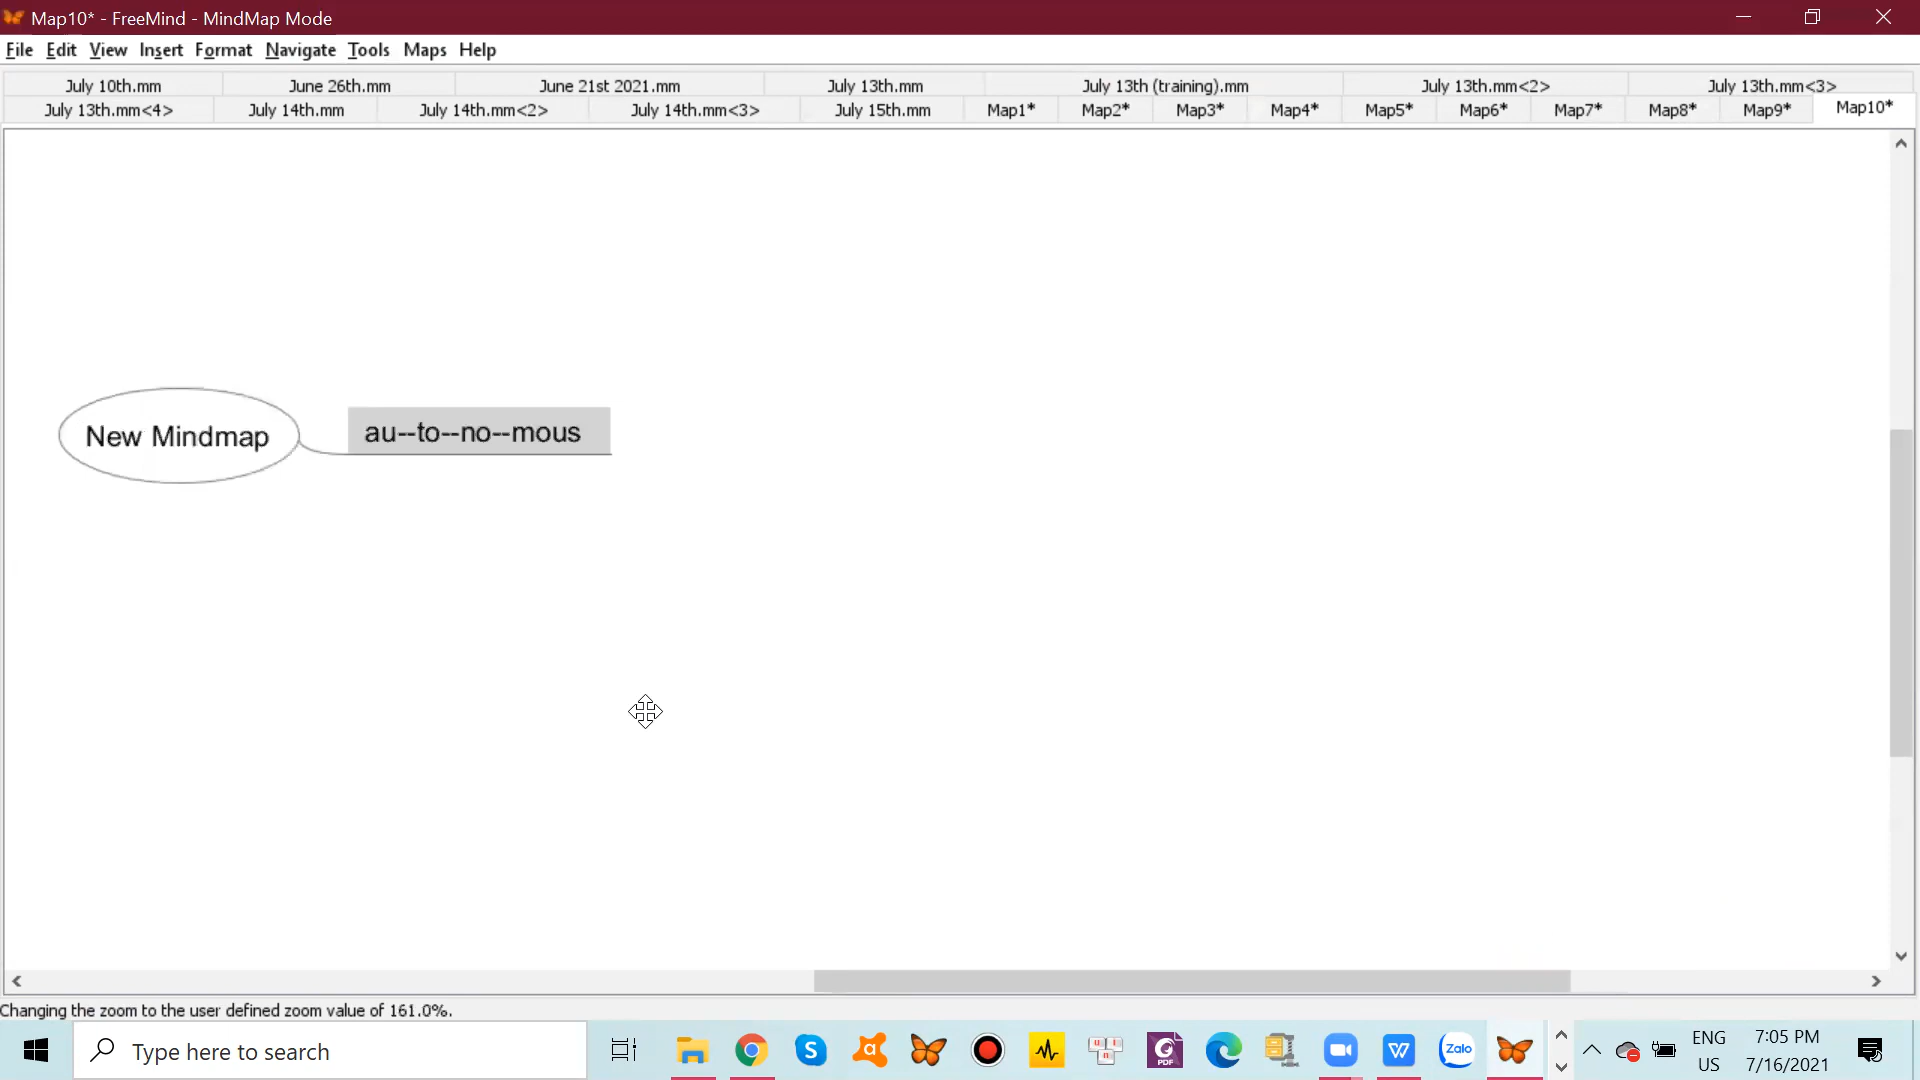 Map10* - FreeMind - MindMap Mode
File Edit View Insert Format Navigate Tools Maps Help
July 10th.mm June 26th.mm June 21st 2021.mm July 13th.mm July 13th (training).mm July 13th.mm<2> July 13th.mm<3>
July 13th.mm<4> July 14th.mm July 14th.mm<2> July 14th.mm<3> July 15th.mm Map1* Map2* Map3* Map4* Map5* Map6* Map7* Map8* Map9* Map10*
New Mindmap au--to--no--mous
Changing the zoom to the user defined zoom value of 161.0%.
Type here to search
PDF
Zalo
ENG
US
7:05 PM
7/16/2021